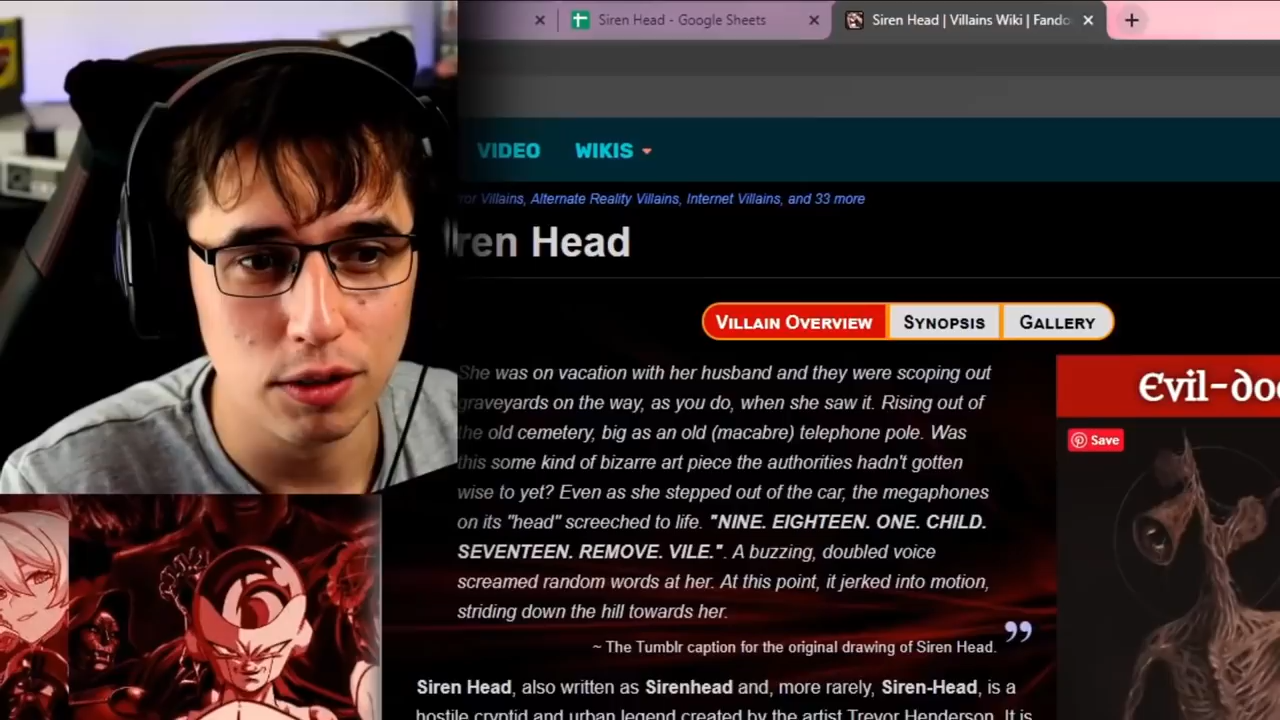 Siren Head - Google Sheets
Siren Head | Villains Wiki | Fando
VIDEO WIKIS
Villains, Alternate Reality Villains, Internet Villains, and 33 more
ren Head
VILLAIN OVERVIEW SYNOPSIS GALLERY
She was on vacation with her husband and they were scoping out
graveyards on the way, as you do, when she saw it. Rising out of
the old cemetery, big as an old (macabre) telephone pole. Was
this some kind of bizarre art piece the authorities hadn't gotten
wise to yet? Even as she stepped out of the car, the megaphones
on its "head" screeched to life. "NINE. EIGHTEEN. ONE. CHILD.
SEVENTEEN. REMOVE. VILE.". A buzzing, doubled voice
screamed random words at her. At this point, it jerked into motion,
striding down the hill towards her.
”
~ The Tumblr caption for the original drawing of Siren Head.
Evil-doe
Save
Siren Head, also written as Sirenhead and, more rarely, Siren-Head, is a
hostile cryptid and urban legend created by the artist Trevor Henderson. It is